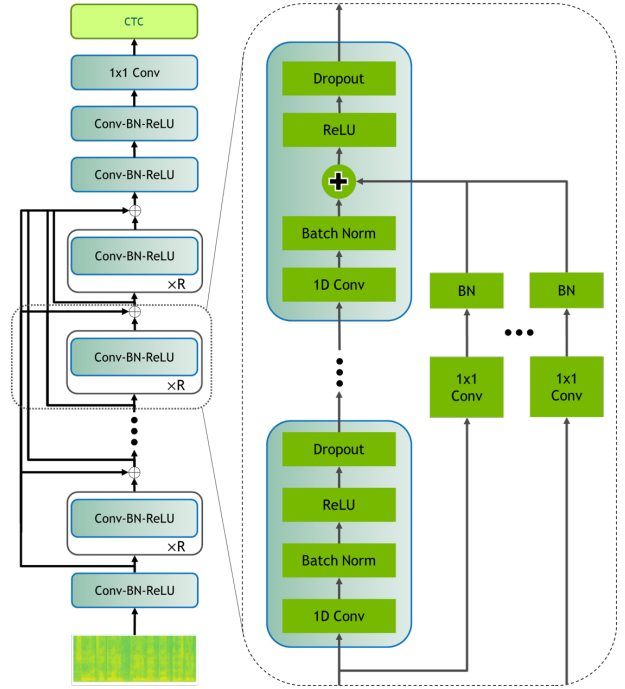 CTC
1x1 Conv
Conv-BN-ReLU
Conv-BN-ReLU
Conv-BN-ReLU
×R
Conv-BN-ReLU
×R
Conv-BN-ReLU
×R
Conv-BN-ReLU
Dropout
ReLU
Batch Norm
1D Conv
Dropout
ReLU
Batch Norm
1D Conv
BN
1x1
Conv
BN
1x1
Conv